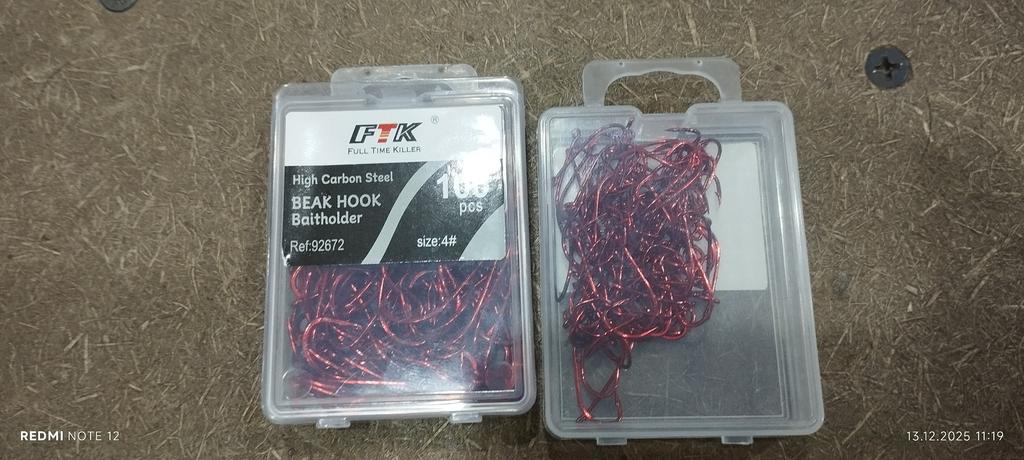 FTK®
FULL TIME KILLER
High Carbon Steel
BEAK HOOK
Baitholder
pcs
Ref:92672
size:4#
REDMI NOTE 12
13.12.2025 11:19